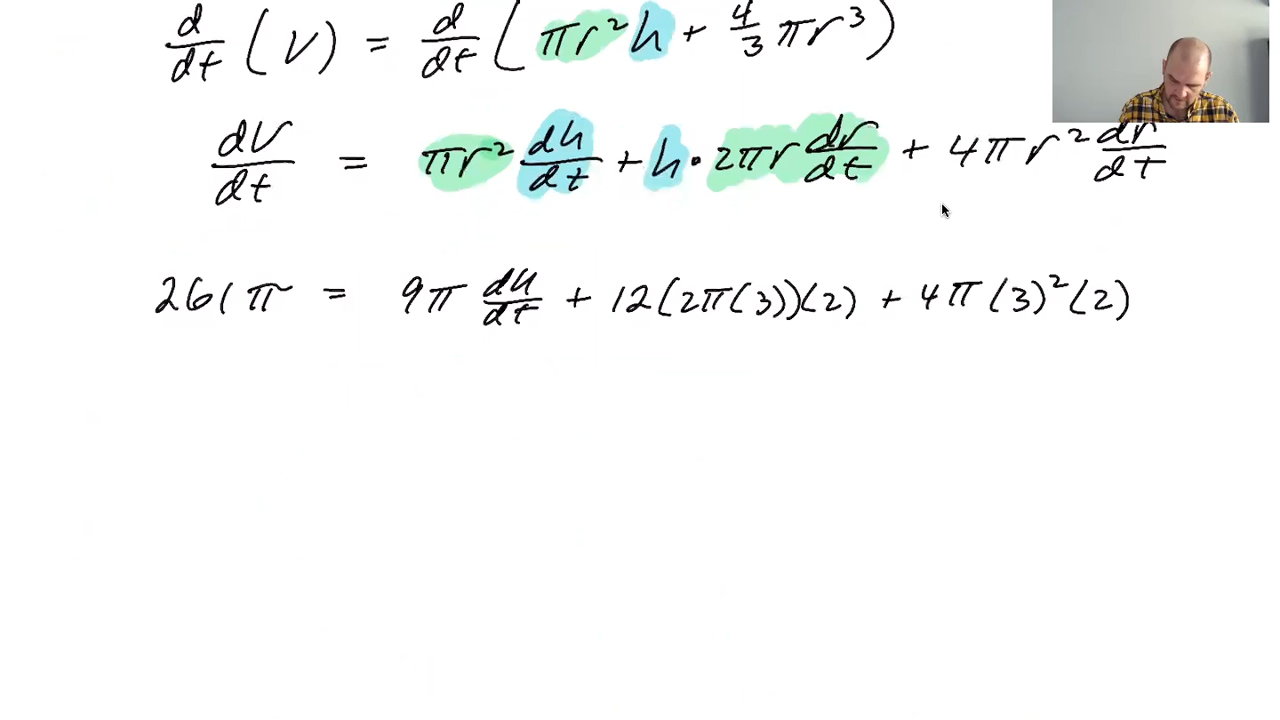 d/dt (V) = d/dt (πr²h + 4/3 πr³)
dV/dt = πr² dh/dt + h · 2πr dr/dt + 4πr² dr/dt
261π = 9π dh/dt + 12(2π(3))(2) + 4π(3)²(2)